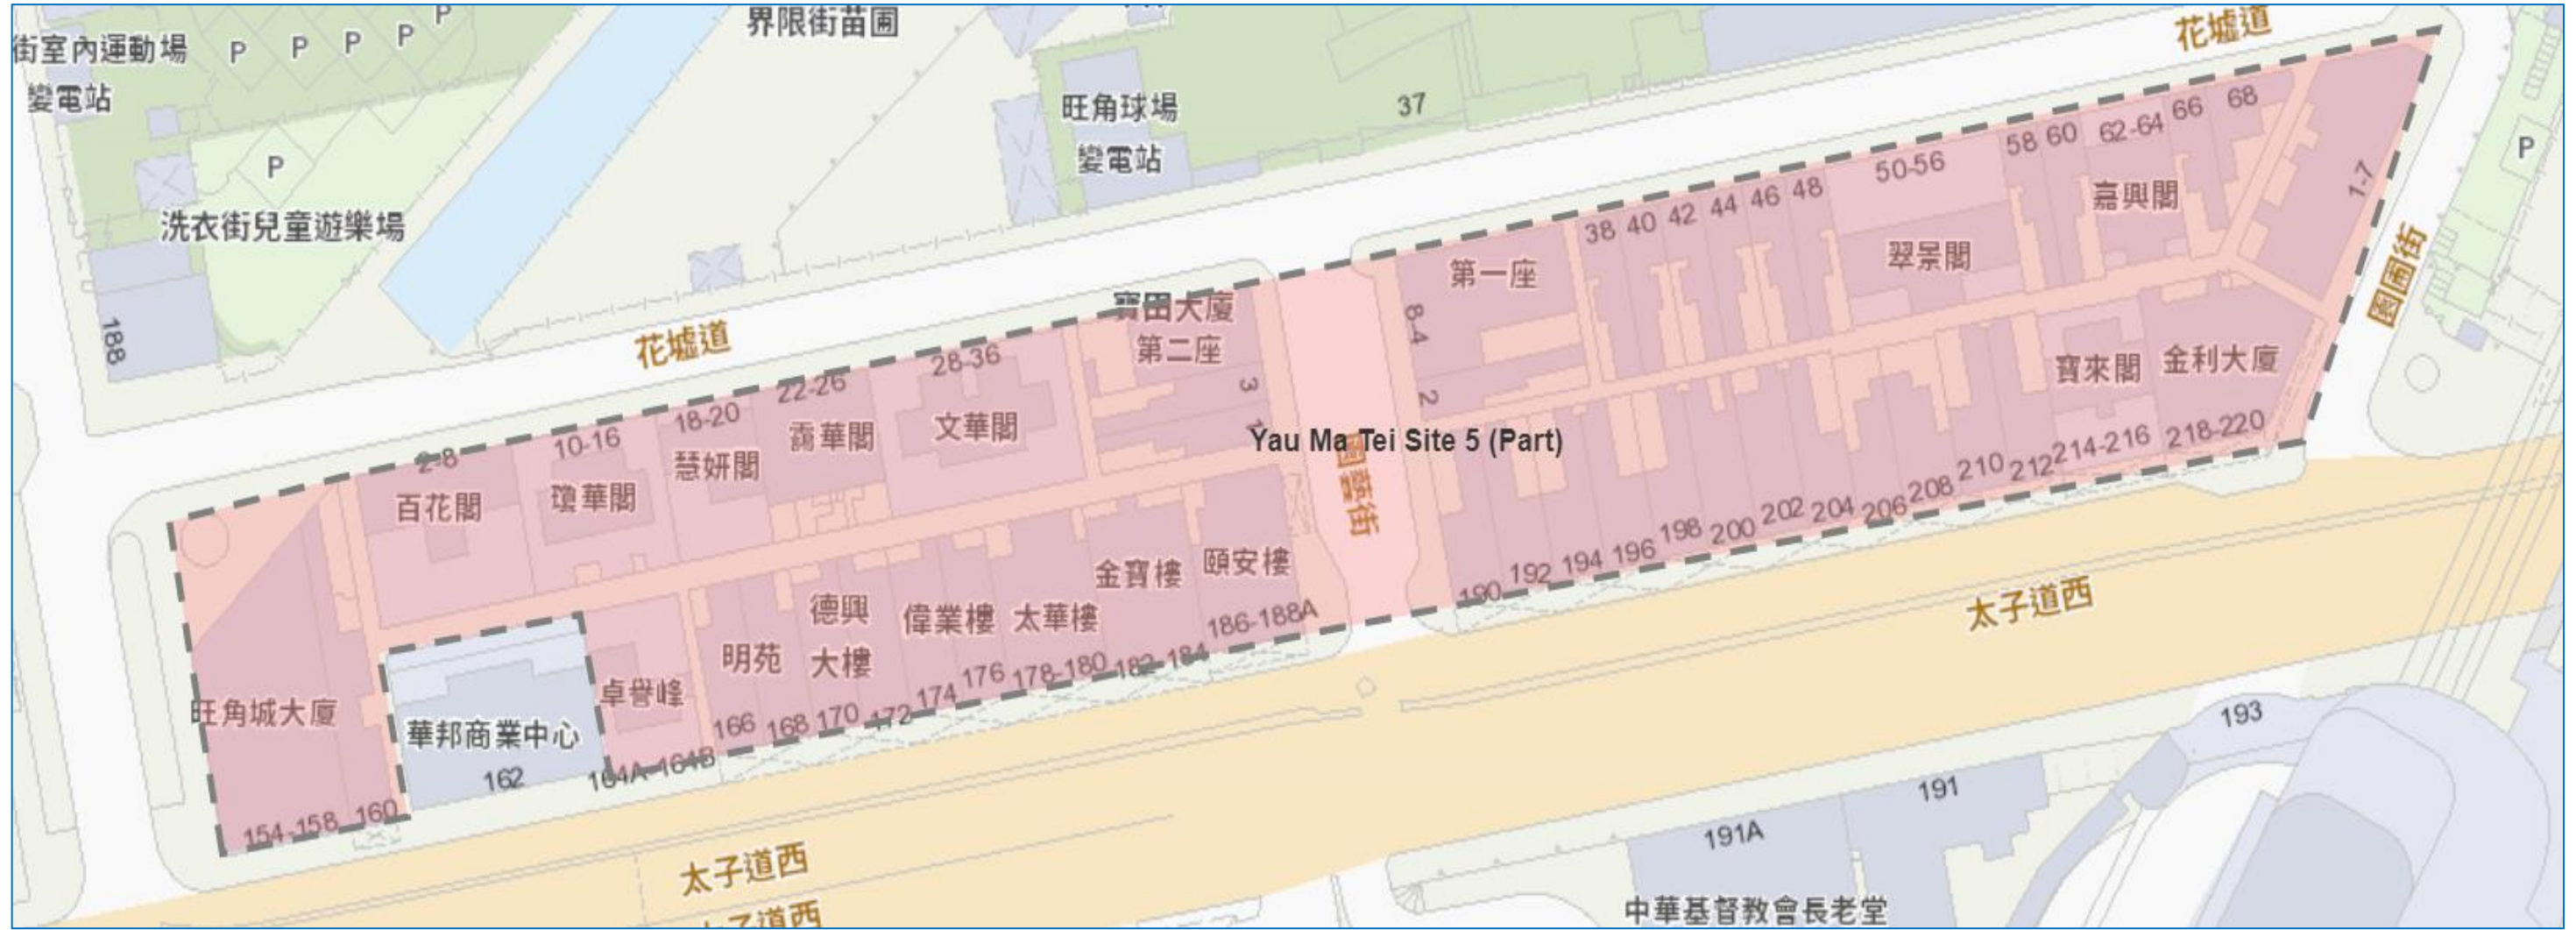 界限街苗圃
P
街室內運動場
P
P
P
P
花墟道
變電站
旺角球場
變電站
37
P
P
洗衣街兒童遊樂場
188
花墟道
寶田大廈
第二座
3
第一座
8-4
2
38
40
42
44
46
48
50-56
翠景閣
58
60
62-64
嘉興閣
66
68
1-7
園圃街
寶來閣
金利大廈
2-8
百花閣
10-16
瓊華閣
18-20
慧妍閣
22-26
靄華閣
28-36
文華閣
Yau Ma Tei Site 5 (Part)
園藝街
旺角城大廈
154-158
160
華邦商業中心
162
卓譽峰
164A-164B
明苑
德興
大樓
偉業樓
太華樓
金寶樓
頤安樓
166
168
170
172
174
176
178-180
182-184
186-188A
190
192
194
196
198
200
202
204
206
208
210
212
214-216
218-220
太子道西
太子道西
太子道西
193
191
191A
中華基督教會長老堂